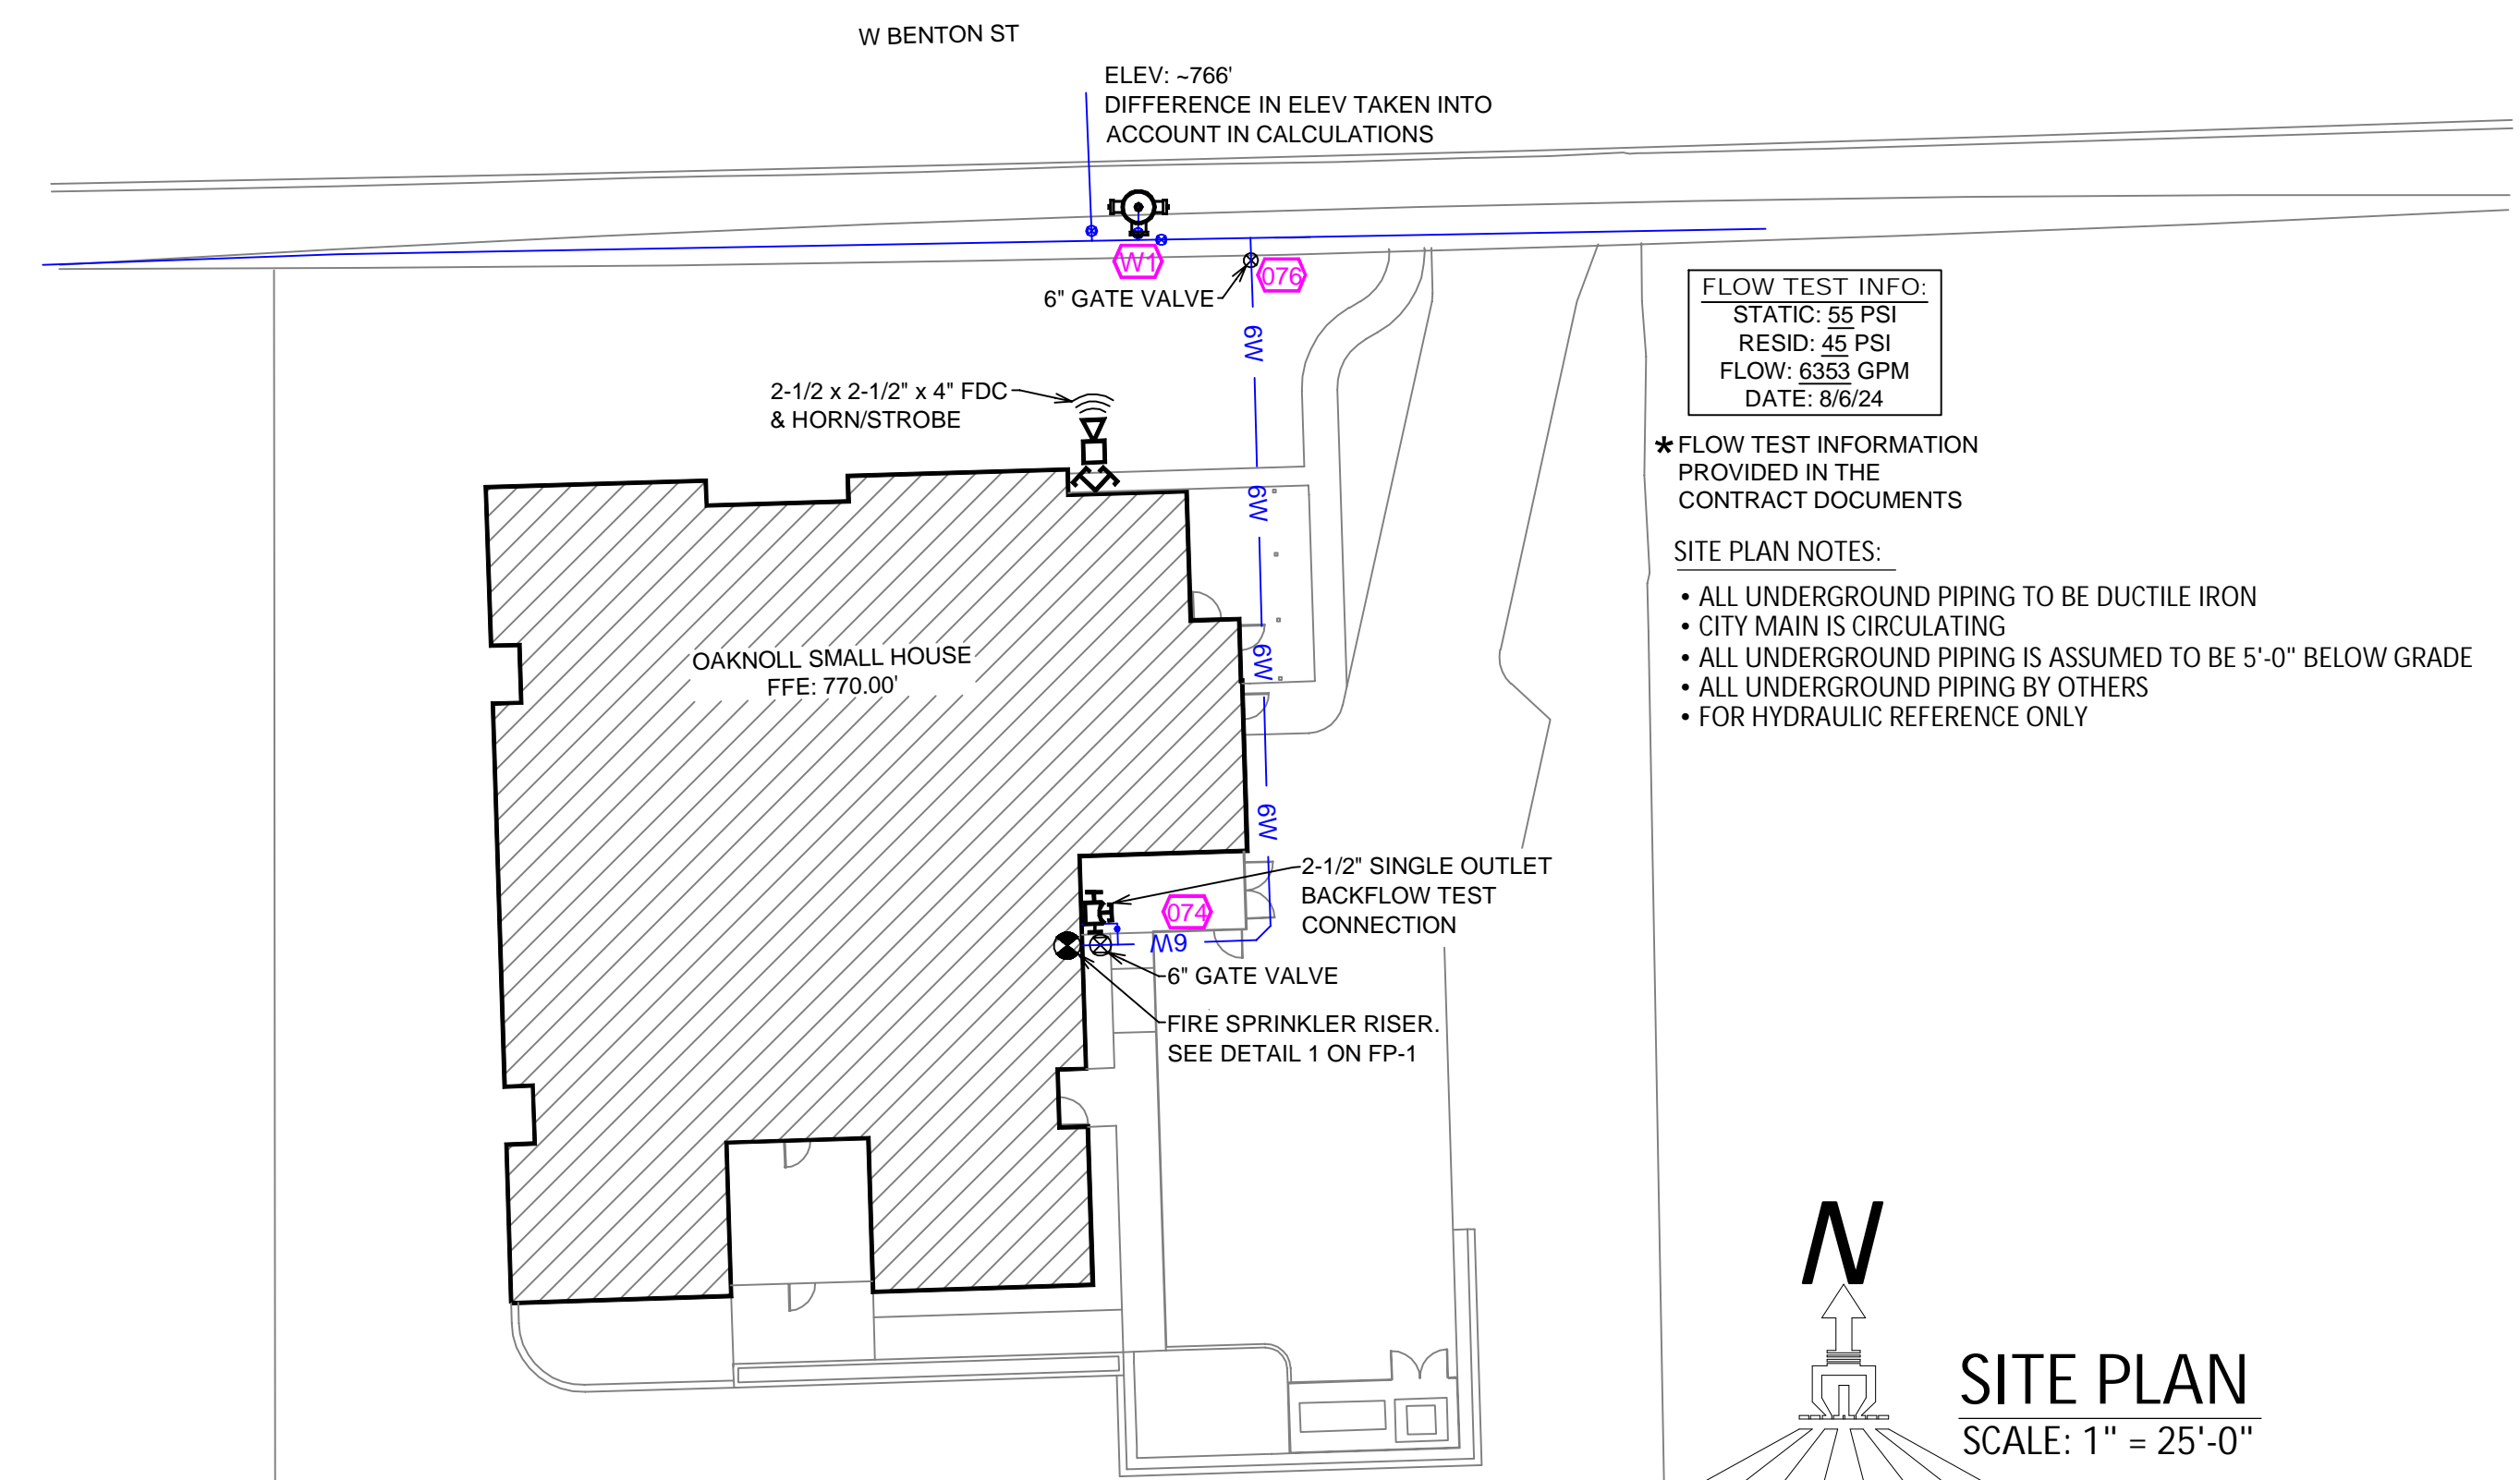 W BENTON ST
ELEV: ~766'
DIFFERENCE IN ELEV TAKEN INTO
ACCOUNT IN CALCULATIONS
W1
076
6" GATE VALVE
6W
FLOW TEST INFO:
STATIC: 55 PSI
RESID: 45 PSI
FLOW: 6353 GPM
DATE: 8/6/24
2-1/2 x 2-1/2" x 4" FDC
& HORN/STROBE
* FLOW TEST INFORMATION
PROVIDED IN THE
CONTRACT DOCUMENTS
6W
SITE PLAN NOTES:
• ALL UNDERGROUND PIPING TO BE DUCTILE IRON
• CITY MAIN IS CIRCULATING
• ALL UNDERGROUND PIPING IS ASSUMED TO BE 5'-0" BELOW GRADE
• ALL UNDERGROUND PIPING BY OTHERS
• FOR HYDRAULIC REFERENCE ONLY
OAKNOLL SMALL HOUSE
FFE: 770.00'
6W
6W
2-1/2" SINGLE OUTLET
BACKFLOW TEST
CONNECTION
074
6W
6" GATE VALVE
FIRE SPRINKLER RISER.
SEE DETAIL 1 ON FP-1
N
SITE PLAN
SCALE: 1" = 25'-0"